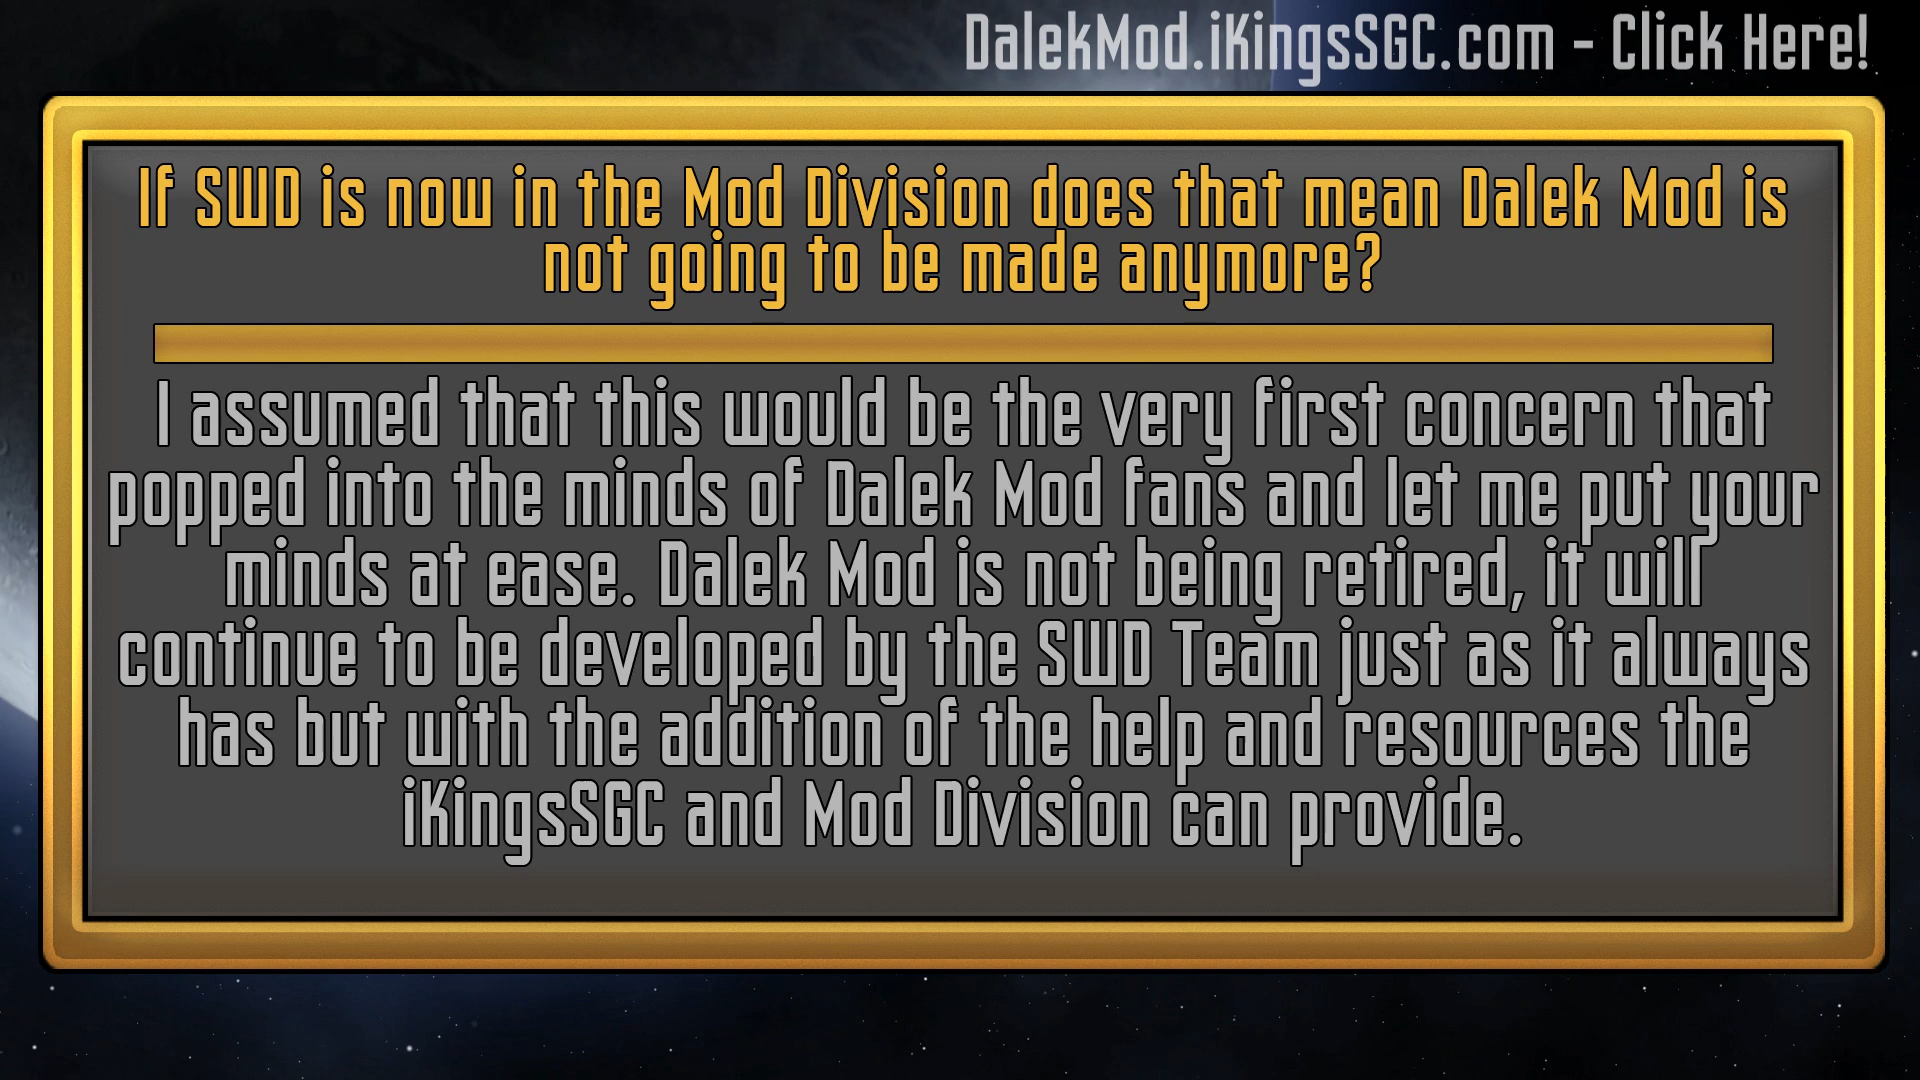 DalekMod.iKingsSGC.com - Click Here!
If SWD is now in the Mod Division does that mean Dalek Mod is
not going to be made anymore?
I assumed that this would be the very first concern that
popped into the minds of Dalek Mod fans and let me put your
minds at ease. Dalek Mod is not being retired, it will
continue to be developed by the SWD Team just as it always
has but with the addition of the help and resources the
iKingsSGC and Mod Division can provide.